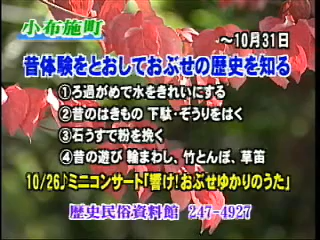 小布施町
～10月31日
昔体験をとおしておぶせの歴史を知る
①ろ過がめで水をきれいにする
②昔のはきもの 下駄・ぞうりをはく
③石うすで粉を挽く
④昔の遊び 輪まわし、竹とんぼ、草笛
10/26♪ミニコンサート「響け!おぶせゆかりのうた」
歴史民俗資料館 247-4927